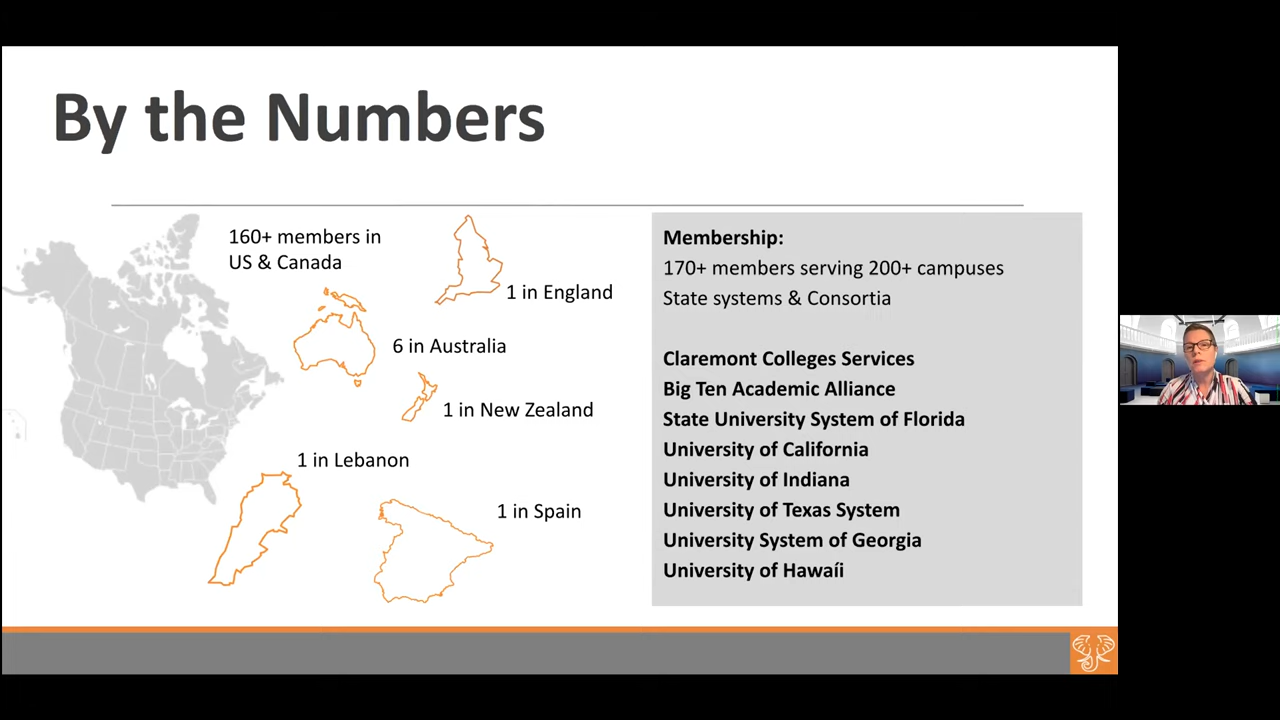 By the Numbers
160+ members in
US & Canada
1 in England
6 in Australia
1 in New Zealand
1 in Lebanon
1 in Spain
Membership:
170+ members serving 200+ campuses
State systems & Consortia
Claremont Colleges Services
Big Ten Academic Alliance
State University System of Florida
University of California
University of Indiana
University of Texas System
University System of Georgia
University of Hawaíi